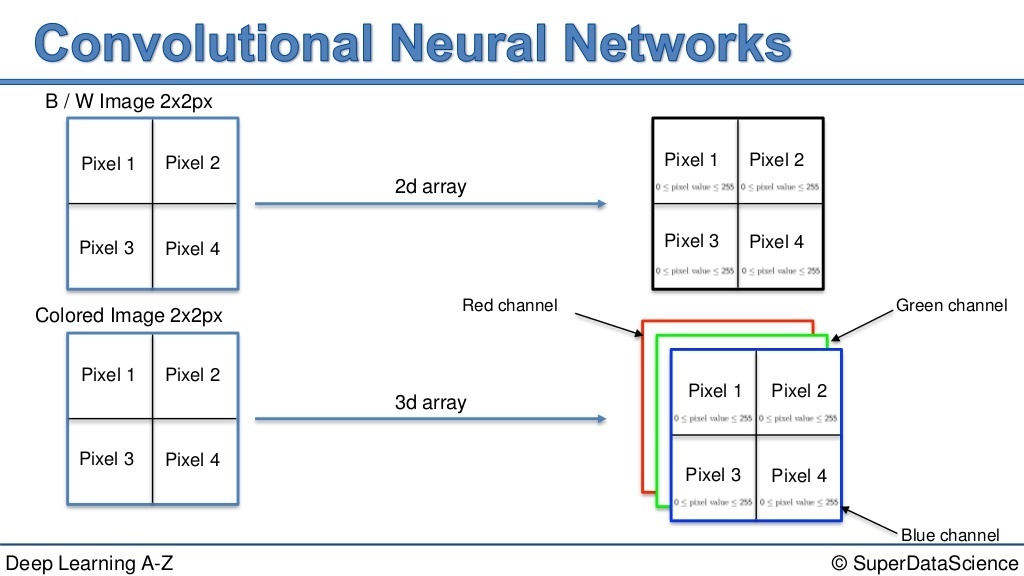 Convolutional Neural Networks
B / W Image 2x2px
Pixel 1 Pixel 2
Pixel 3 Pixel 4
2d array
Pixel 1 Pixel 2
0 ≤ pixel value ≤ 255 0 ≤ pixel value ≤ 255
Pixel 3 Pixel 4
0 ≤ pixel value ≤ 255 0 ≤ pixel value ≤ 255
Colored Image 2x2px
Pixel 1 Pixel 2
Pixel 3 Pixel 4
3d array
Red channel
Green channel
Pixel 1 Pixel 2
0 ≤ pixel value ≤ 255 0 ≤ pixel value ≤ 255
Pixel 3 Pixel 4
0 ≤ pixel value ≤ 255 0 ≤ pixel value ≤ 255
Blue channel
Deep Learning A-Z
© SuperDataScience